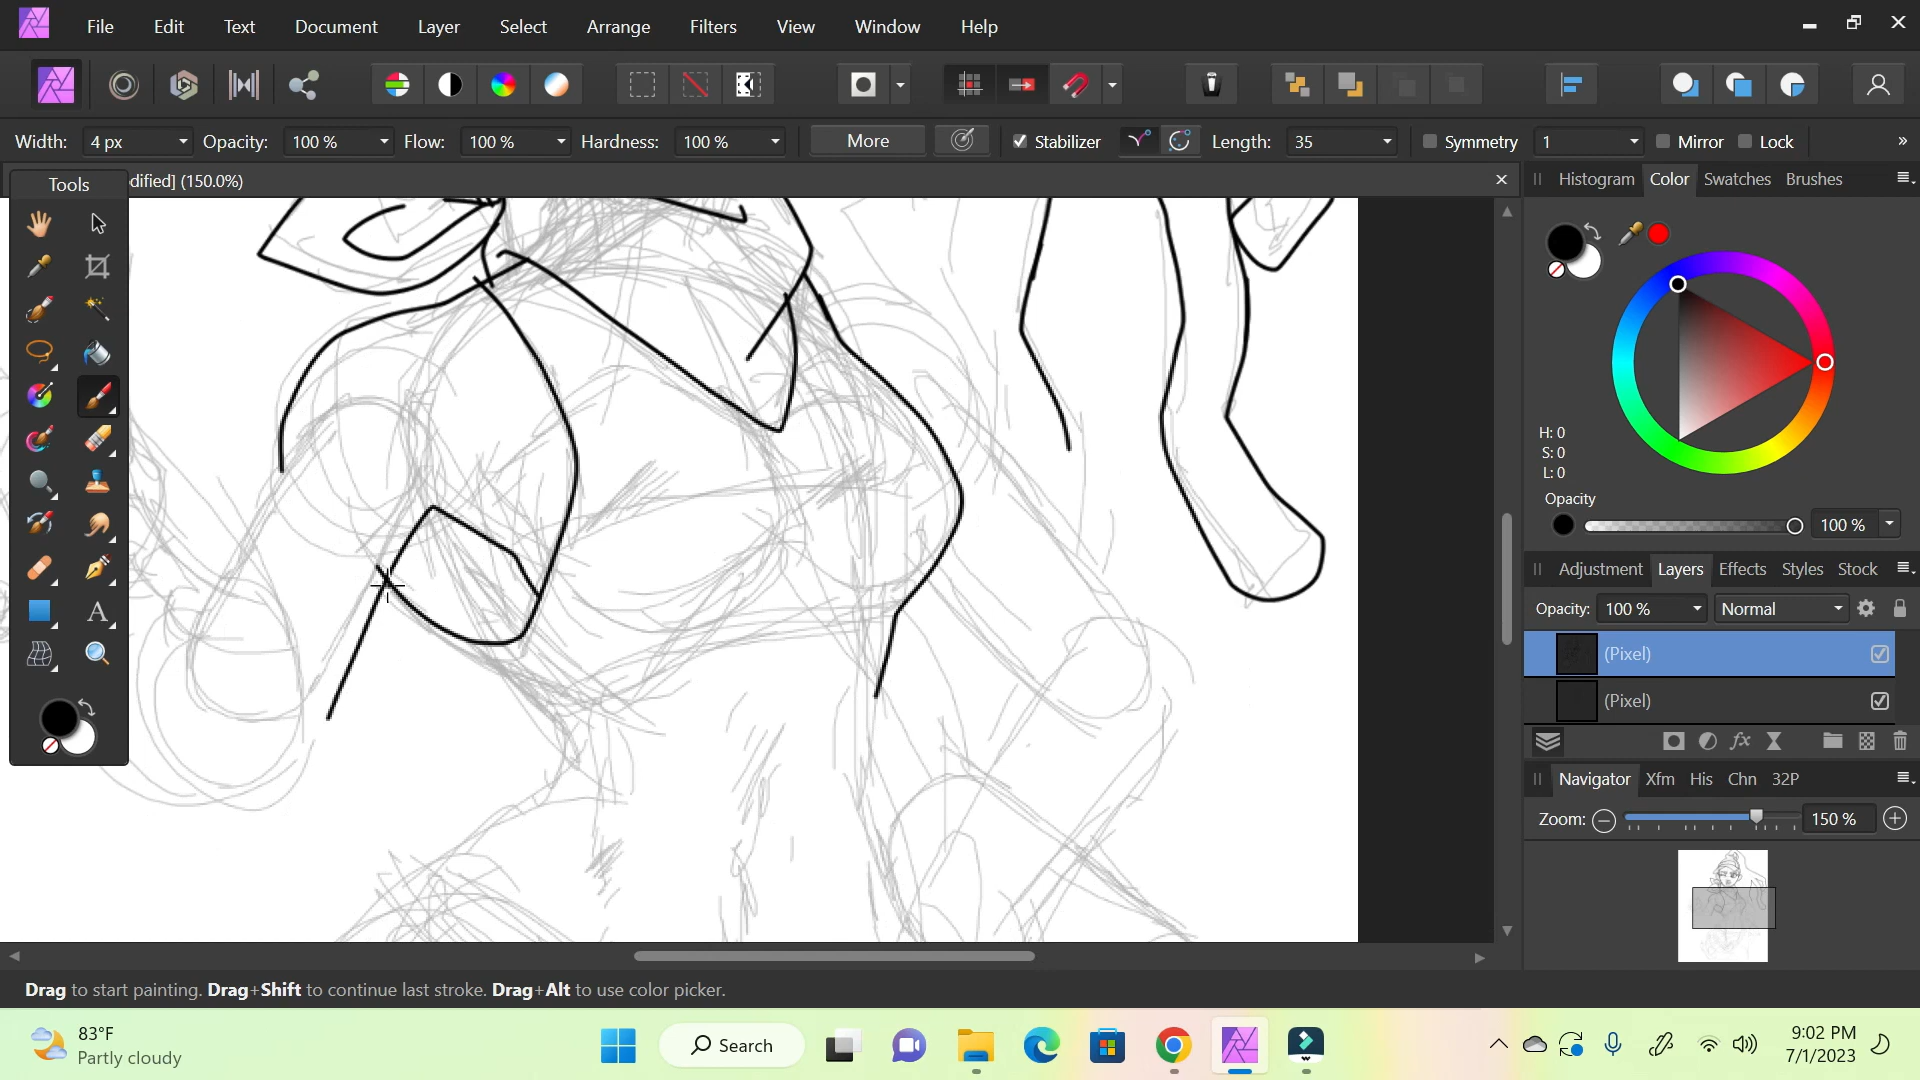 File Edit Text Document Layer Select Arrange Filters View Window Help
Width: 4 px Opacity: 100 % Flow: 100 % Hardness: 100 % More Stabilizer Length: 35 Symmetry 1 Mirror Lock »
Tools
dified] (150.0%)
Histogram Color Swatches Brushes
H: 0
S: 0
L: 0
Opacity
100 %
Adjustment Layers Effects Styles Stock
Opacity: 100 % Normal
(Pixel)
(Pixel)
Navigator Xfm His Chn 32P
Zoom: 150 %
Drag to start painting. Drag+Shift to continue last stroke. Drag+Alt to use color picker.
83°F
Partly cloudy
Search
9:02 PM
7/1/2023